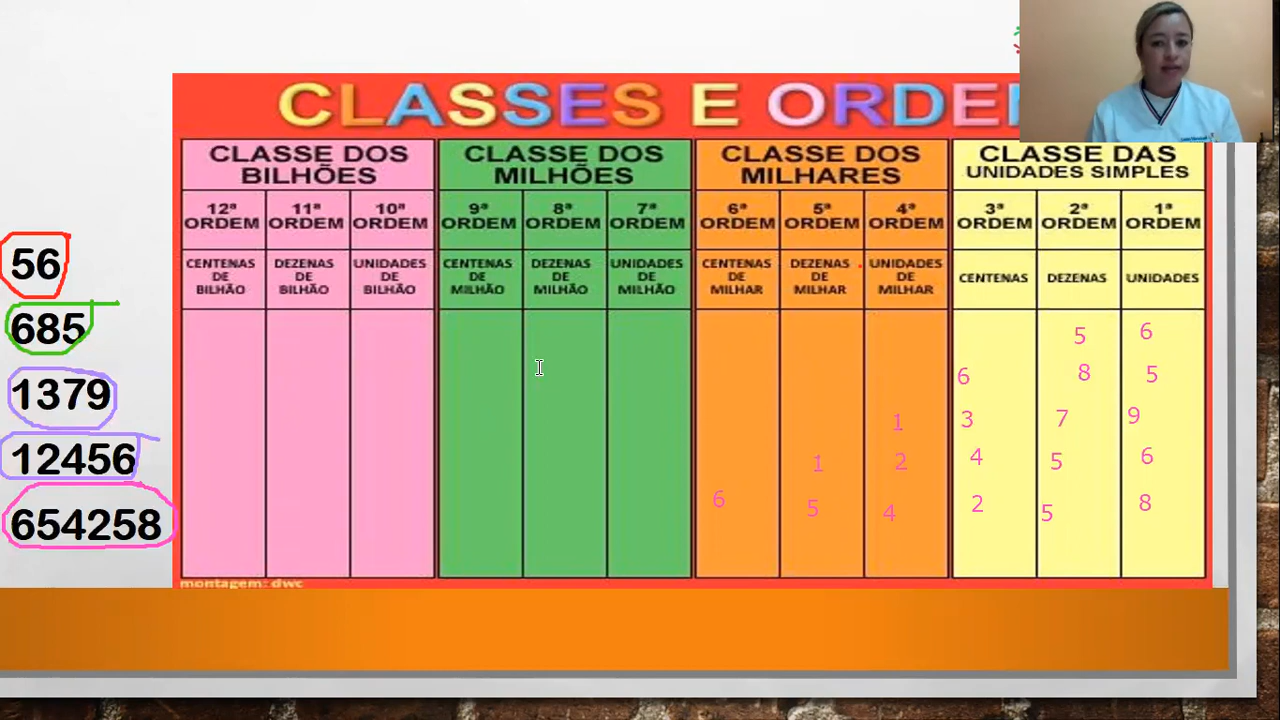 CLASSES E ORDE
CLASSE DOS BILHÕES
CLASSE DOS MILHÕES
CLASSE DOS MILHARES
CLASSE DAS UNIDADES SIMPLES
12ª ORDEM
11ª ORDEM
10ª ORDEM
9ª ORDEM
8ª ORDEM
7ª ORDEM
6ª ORDEM
5ª ORDEM
4ª ORDEM
3ª ORDEM
2ª ORDEM
1ª ORDEM
CENTENAS DE BILHÃO
DEZENAS DE BILHÃO
UNIDADES DE BILHÃO
CENTENAS DE MILHÃO
DEZENAS DE MILHÃO
UNIDADES DE MILHÃO
CENTENAS DE MILHAR
DEZENAS DE MILHAR
UNIDADES DE MILHAR
CENTENAS
DEZENAS
UNIDADES
56
685
1379
12456
654258
5 6
6 8 5
1 3 7 9
1 2 4 5 6
6 5 4 2 5 8
montagem: dwc